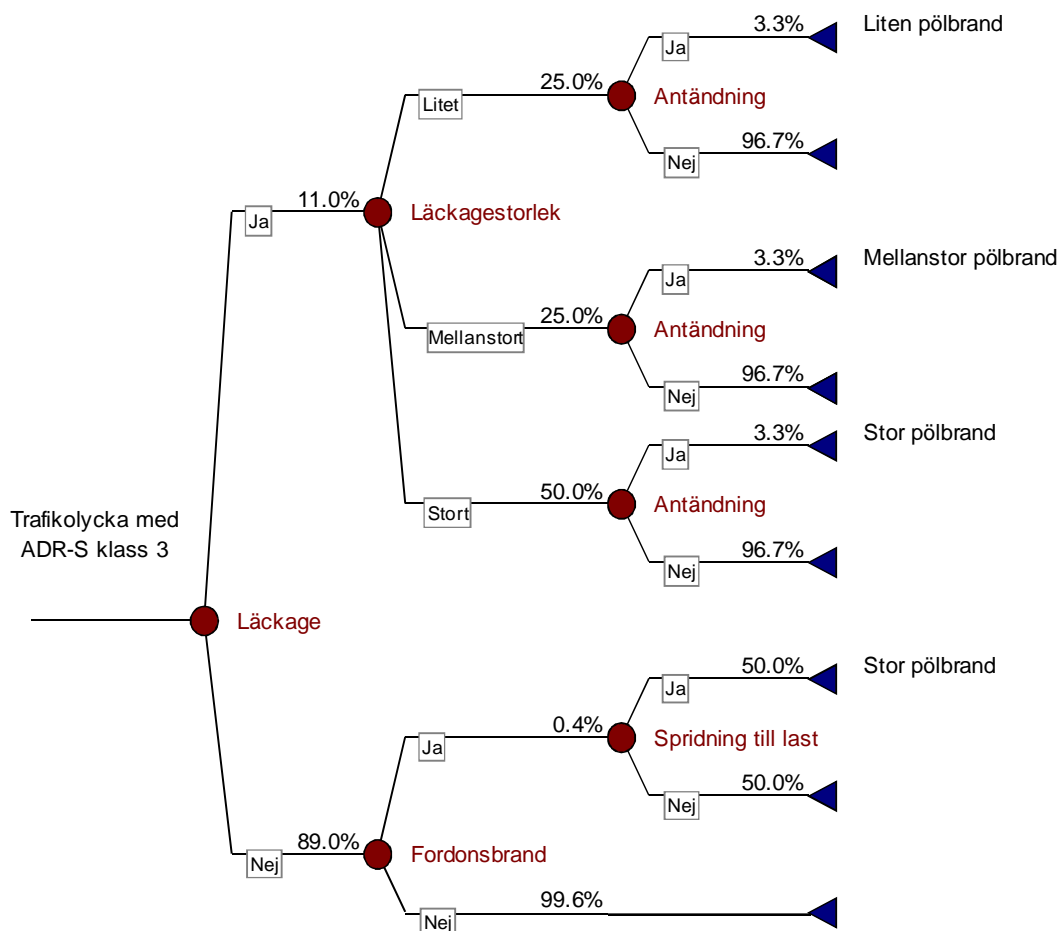 3.3%
Liten pölbrand
Ja
25.0%
Litet
Antändning
96.7%
Nej
11.0%
Ja
Läckagestorlek
3.3%
Mellanstor pölbrand
Ja
25.0%
Mellanstort
Antändning
96.7%
Nej
3.3%
Stor pölbrand
Ja
50.0%
Stort
Antändning
96.7%
Nej
Trafikolycka med
ADR-S klass 3
Läckage
50.0%
Stor pölbrand
Ja
0.4%
Ja
Spridning till last
50.0%
Nej
89.0%
Nej
Fordonsbrand
99.6%
Nej